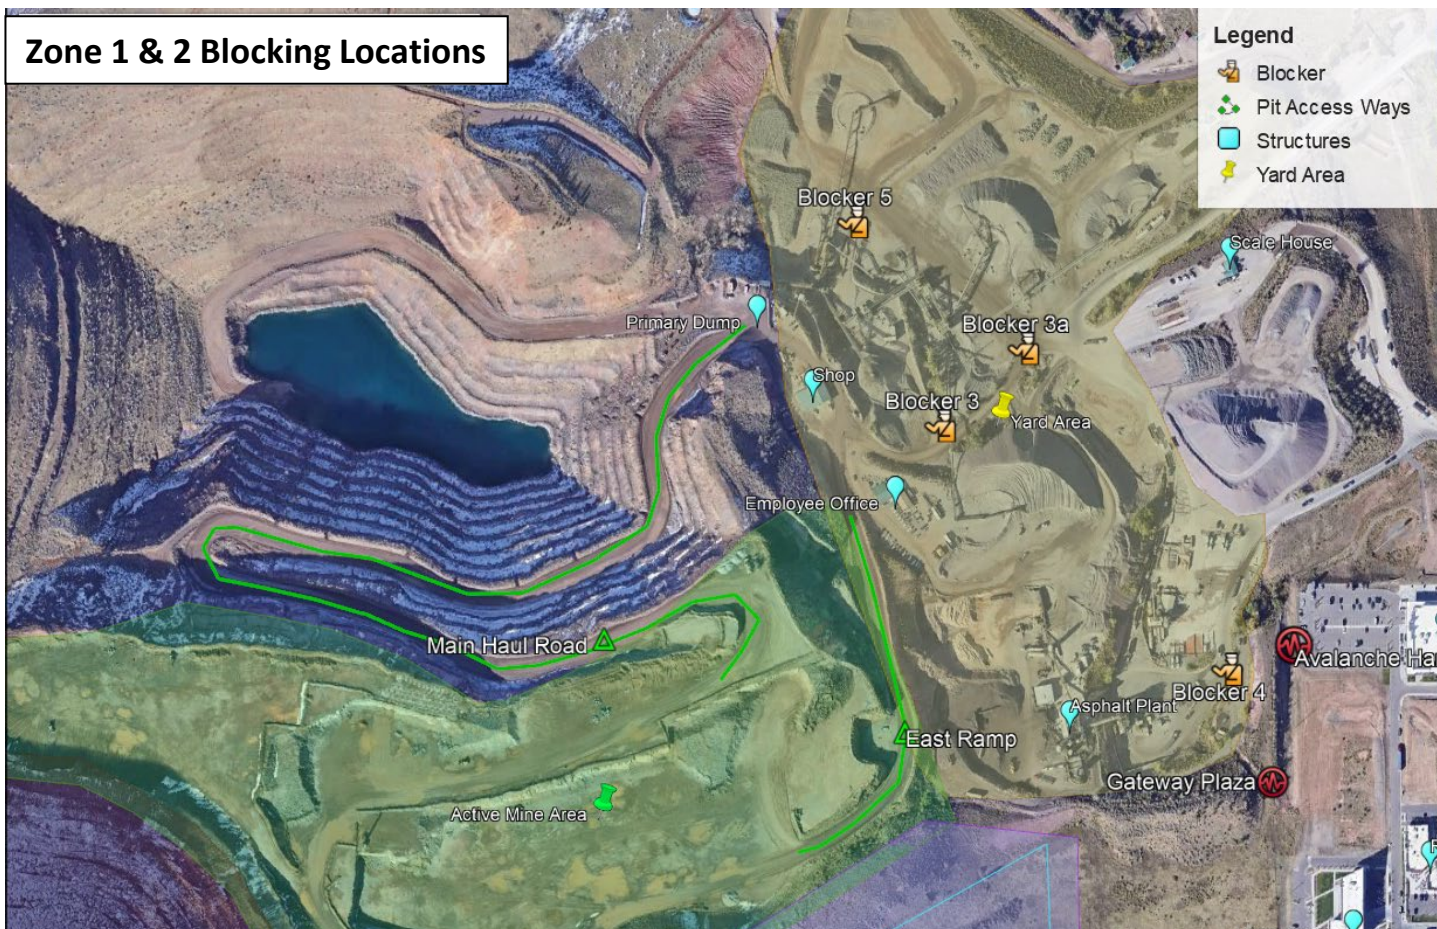 Zone 1 & 2 Blocking Locations
Legend
Blocker
Pit Access Ways
Structures
Yard Area
Blocker 5
Scale House
Primary Dump
Blocker 3a
Shop
Blocker 3
Yard Area
Employee Office
Main Haul Road
Avalanche Ha
Blocker 4
Asphalt Plant
East Ramp
Gateway Plaza
Active Mine Area